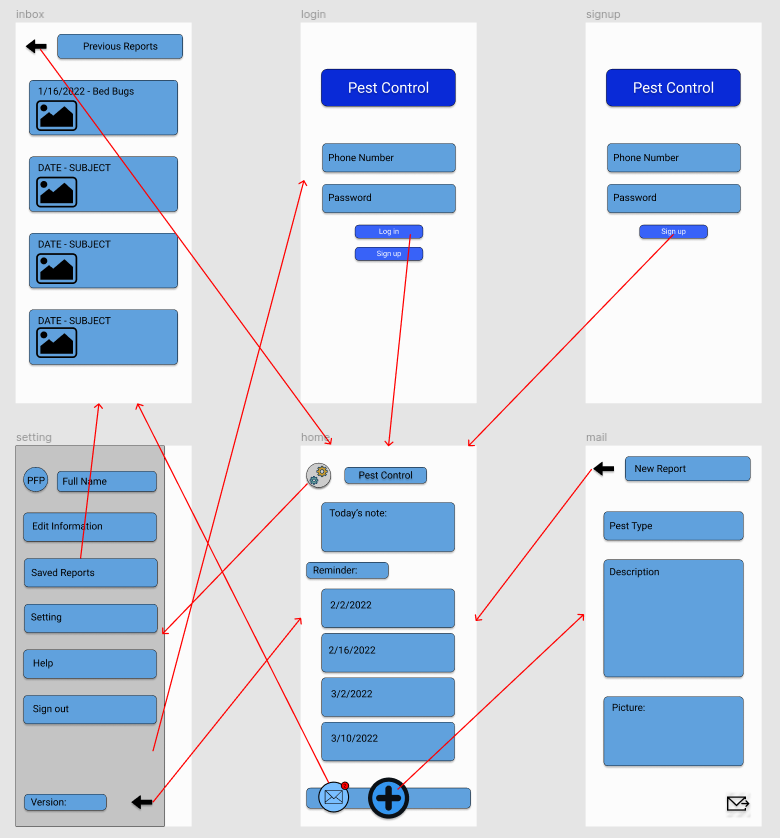 inbox
Previous Reports
1/16/2022 - Bed Bugs
DATE - SUBJECT
DATE - SUBJECT
DATE - SUBJECT
login
Pest Control
Phone Number
Password
Log in
Sign up
signup
Pest Control
Phone Number
Password
Sign up
setting
PFP
Full Name
Edit Information
Saved Reports
Setting
Help
Sign out
Version:
home
Pest Control
Today's note:
Reminder:
2/2/2022
2/16/2022
3/2/2022
3/10/2022
mail
New Report
Pest Type
Description
Picture: